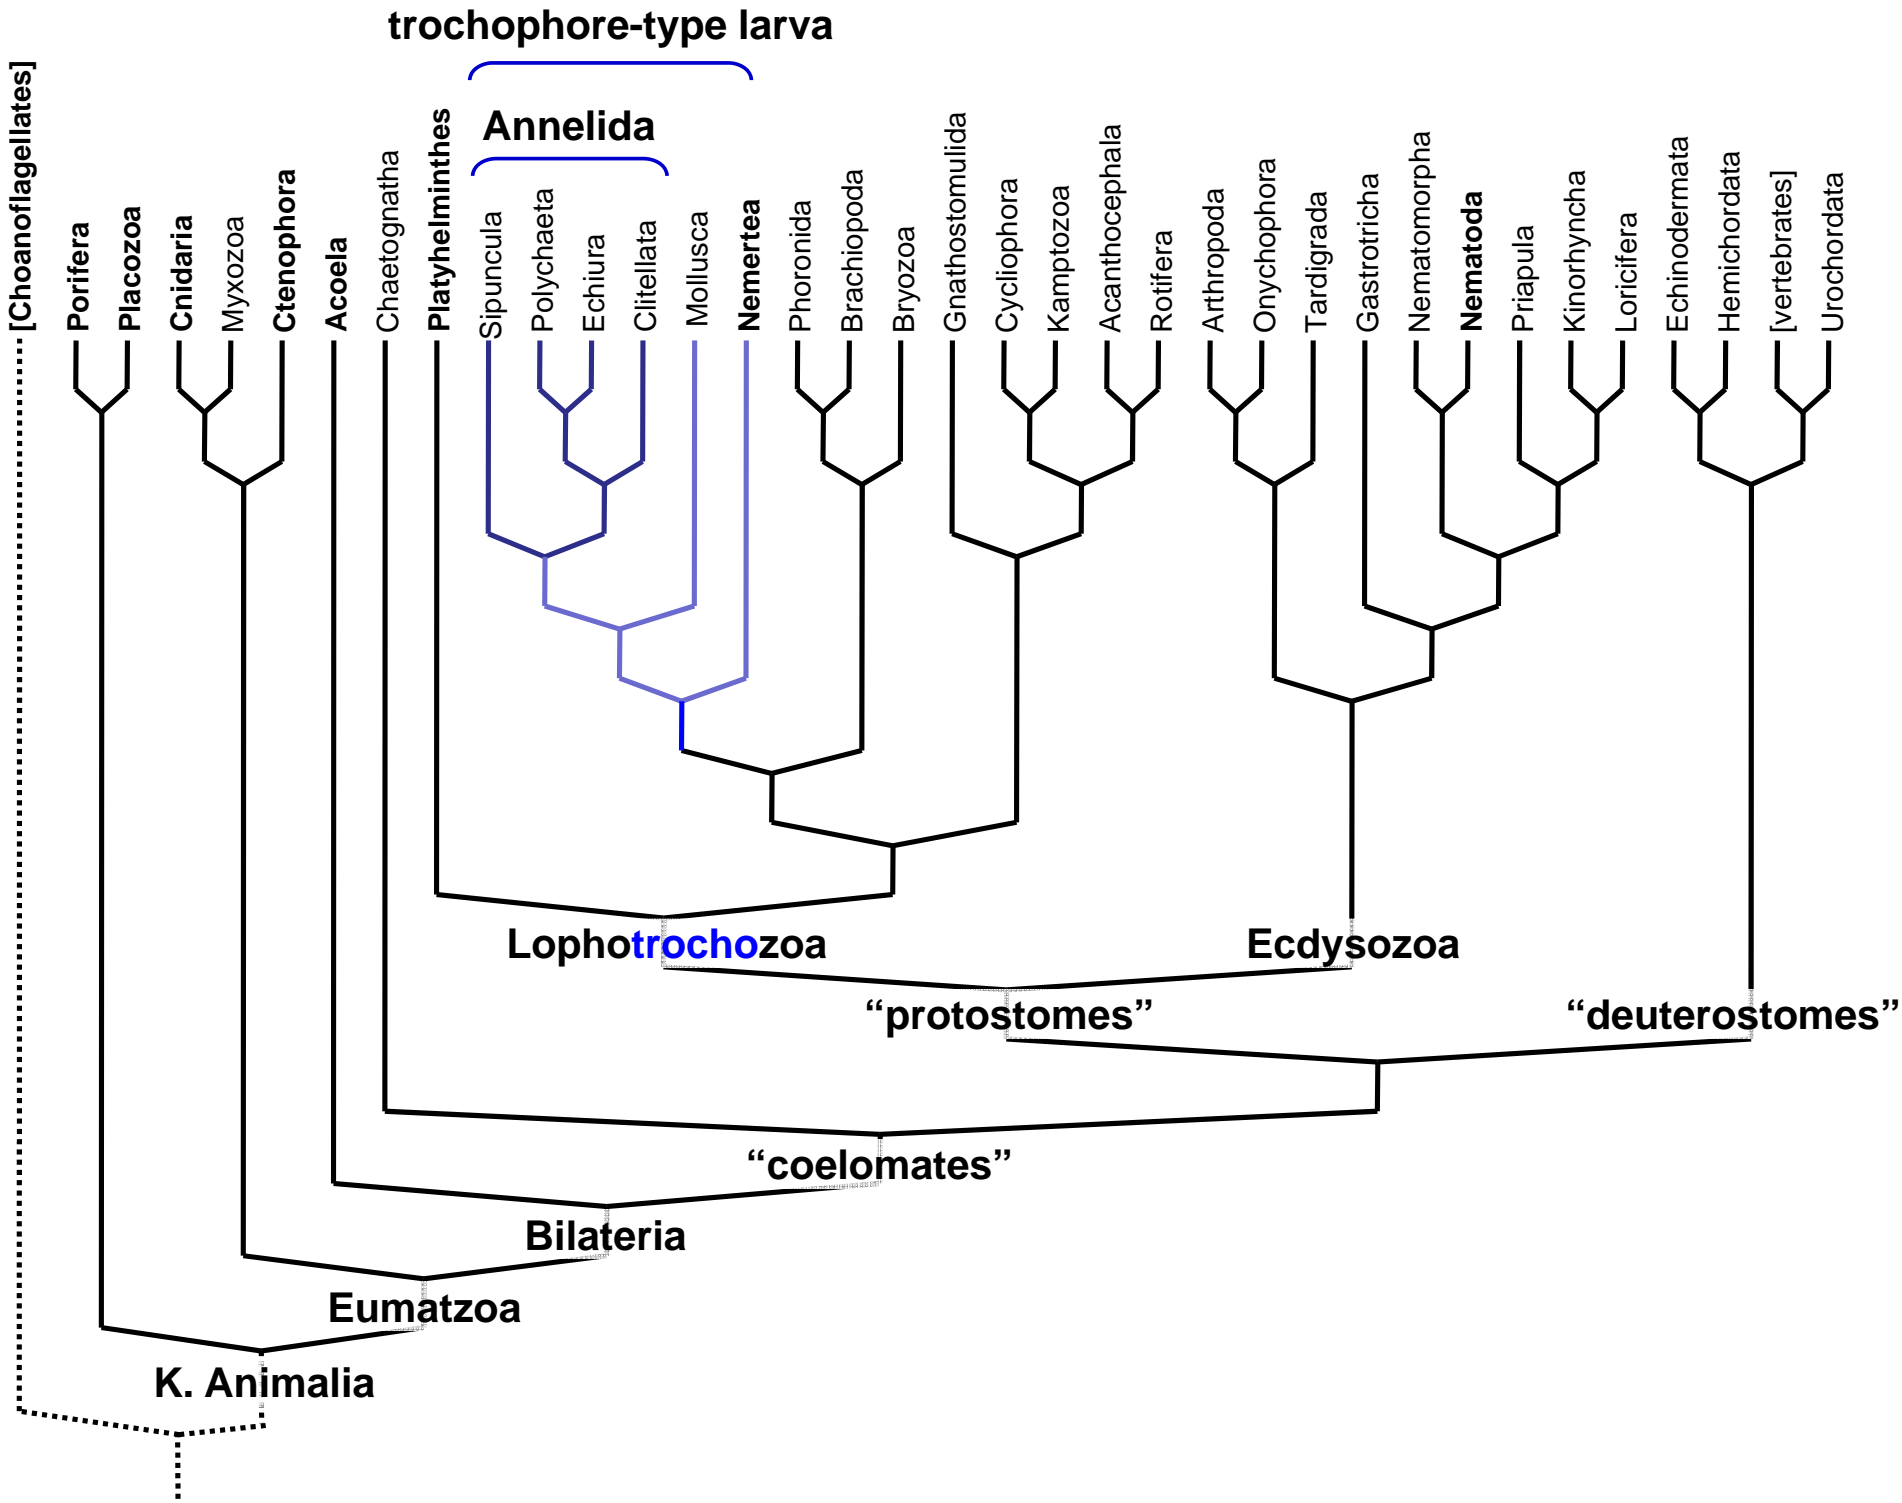 trochophore-type larva
Annelida
[Choanoflagellates]
Porifera
Placozoa
Cnidaria
Myxozoa
Ctenophora
Acoela
Chaetognatha
Platyhelminthes
Sipuncula
Polychaeta
Echiura
Clitellata
Mollusca
Nemertea
Phoronida
Brachiopoda
Bryozoa
Gnathostomulida
Cycliophora
Kamptozoa
Acanthocephala
Rotifera
Arthropoda
Onychophora
Tardigrada
Gastrotricha
Nematomorpha
Nematoda
Priapula
Kinorhyncha
Loricifera
Echinodermata
Hemichordata
[vertebrates]
Urochordata
Lophotrochozoa
Ecdysozoa
“protostomes”
“deuterostomes”
“coelomates”
Bilateria
Eumatzoa
K. Animalia